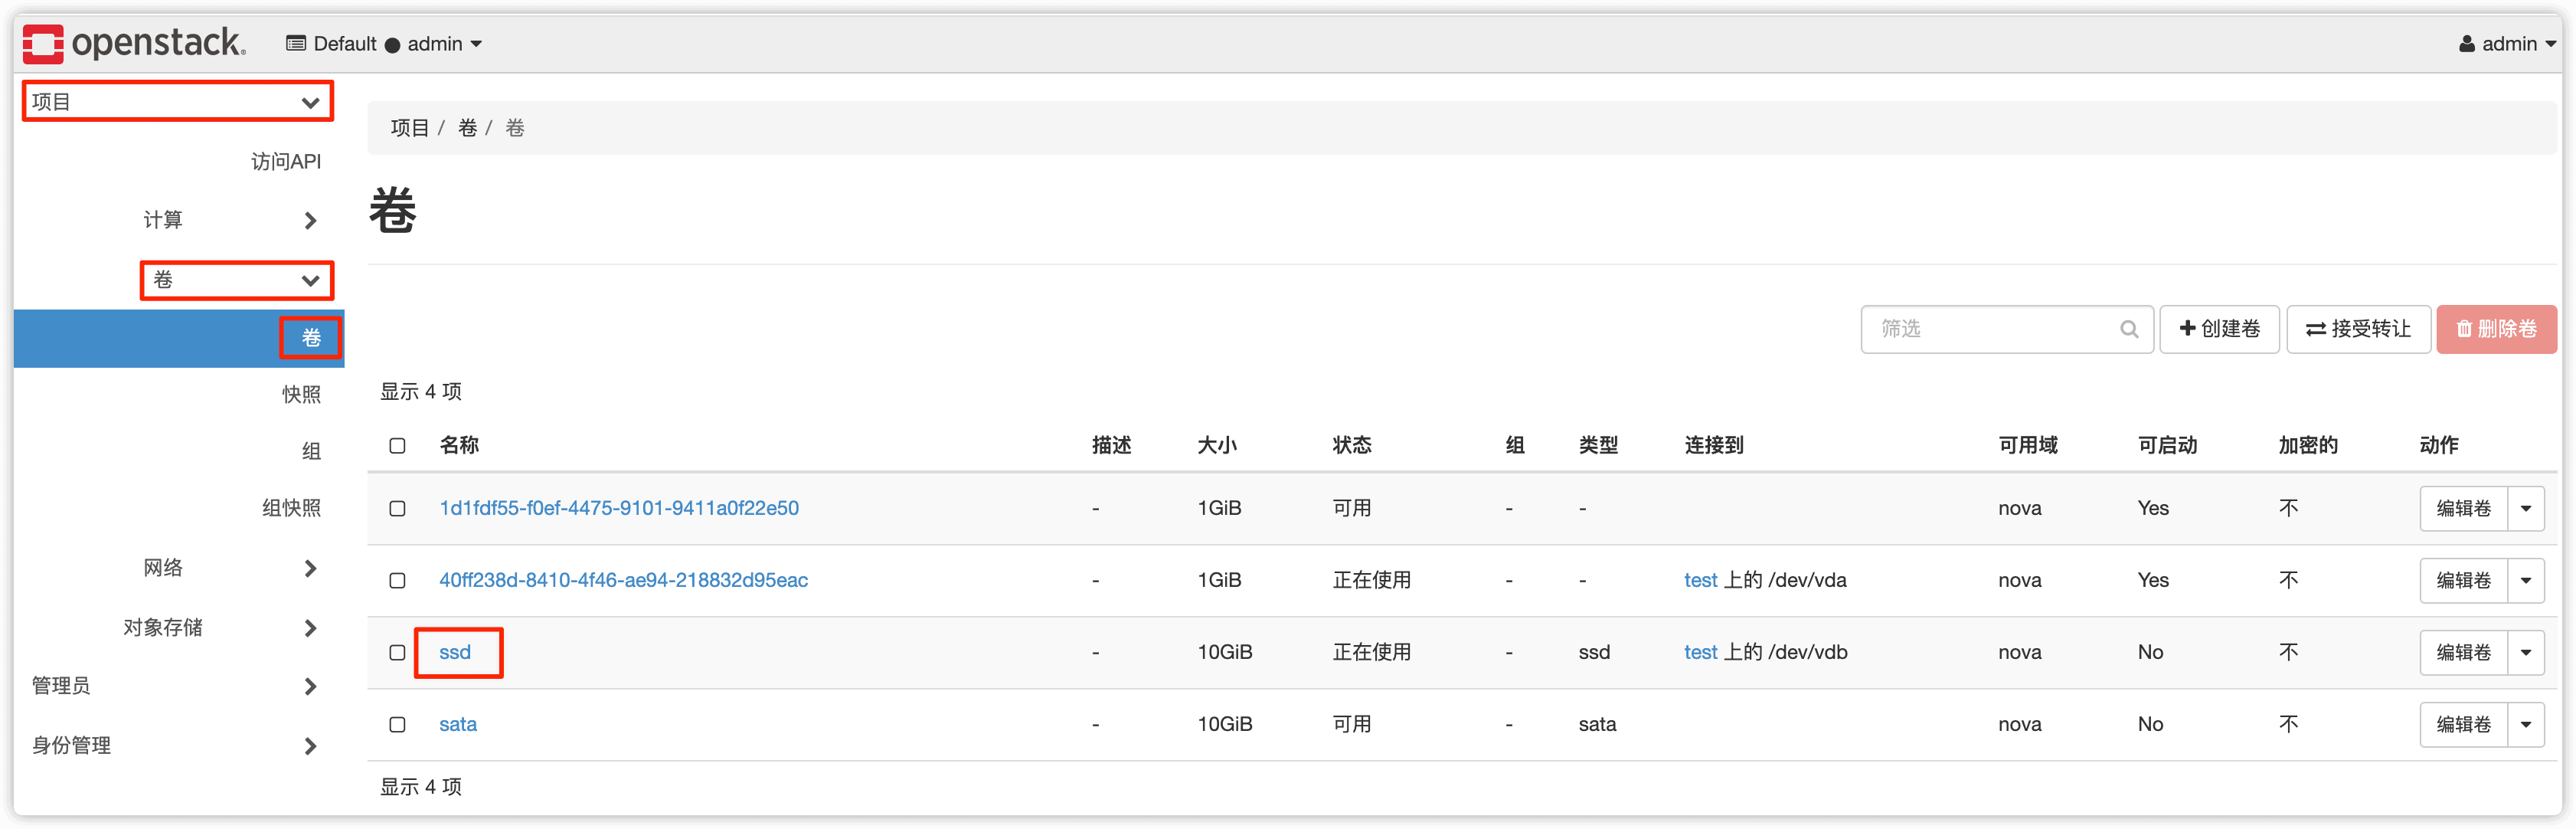 openstack. Default ● admin admin
项目
访问API
计算
卷
卷
快照
组
组快照
网络
对象存储
管理员
身份管理
项目 / 卷 / 卷
卷
筛选 创建卷 接受转让 删除卷
显示 4 项
名称 描述 大小 状态 组 类型 连接到 可用域 可启动 加密的 动作
1d1fdf55-f0ef-4475-9101-9411a0f22e50 - 1GiB 可用 - - nova Yes 不 编辑卷
40ff238d-8410-4f46-ae94-218832d95eac - 1GiB 正在使用 - - test 上的 /dev/vda nova Yes 不 编辑卷
ssd - 10GiB 正在使用 - ssd test 上的 /dev/vdb nova No 不 编辑卷
sata - 10GiB 可用 - sata nova No 不 编辑卷
显示 4 项